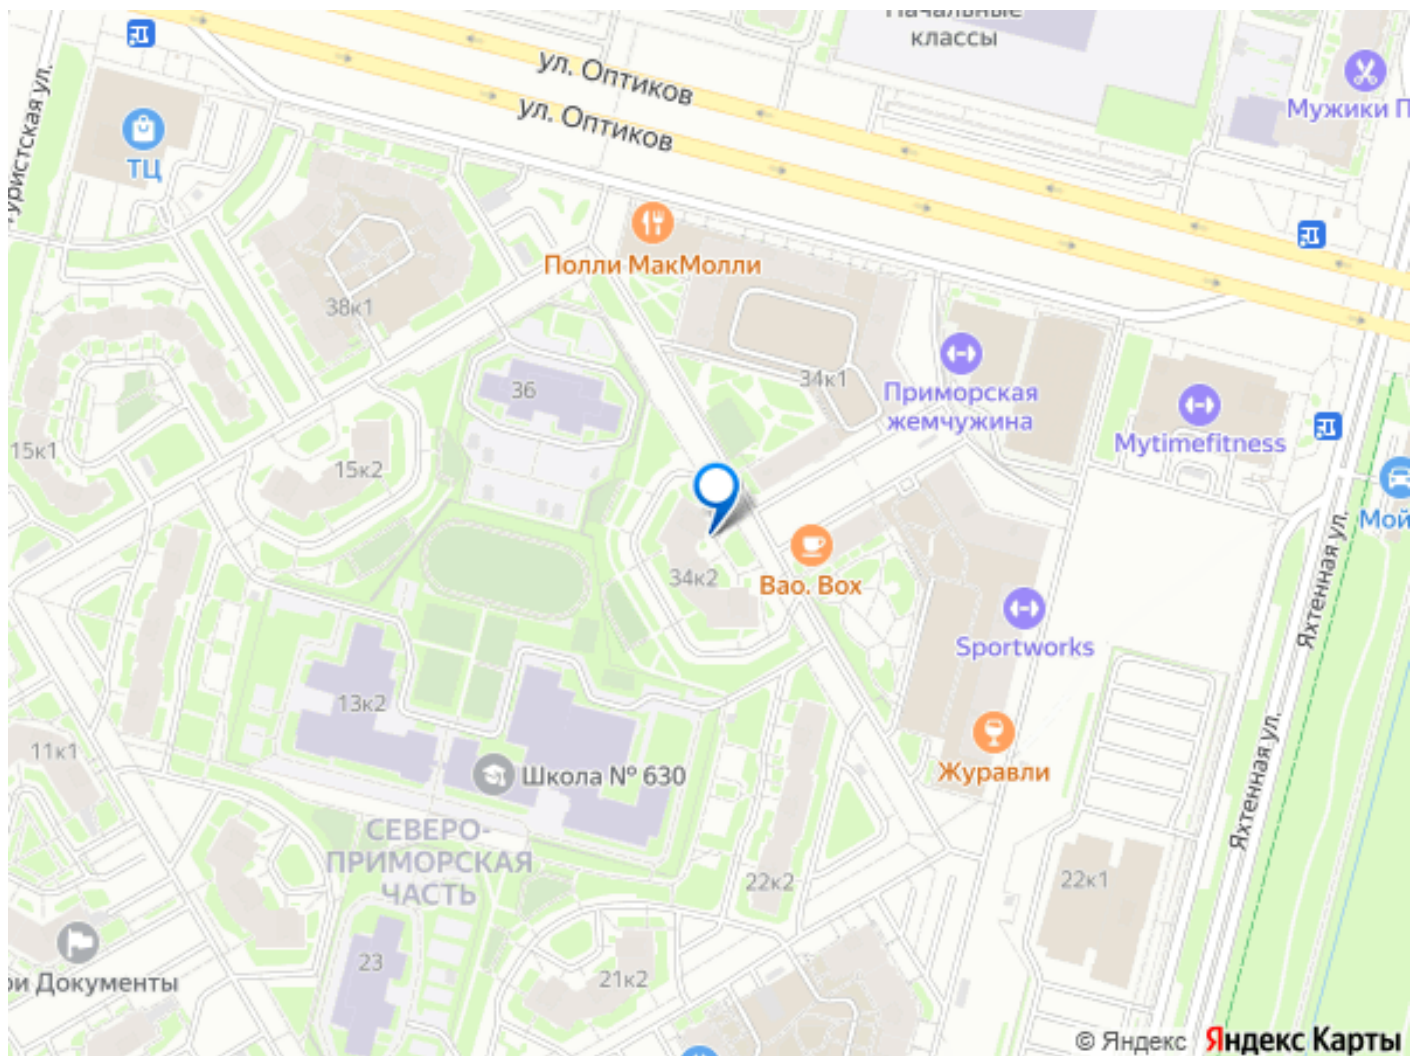 Начальные
классы
ул. Оптиков
ул. Оптиков
Мужики П
уристская ул.
ТЦ
Полли МакМолли
38к1
36
34к1
Приморская
жемчужина
Mytimefitness
15к1
15к2
Мой
Bao. Box
34к2
Яхтенная ул.
Sportworks
13к2
11к1
Школа № 630
Журавли
Яхтенная ул.
СЕВЕРО-
ПРИМОРСКАЯ
ЧАСТЬ
22к2
22к1
23
21к2
ри Документы
© Яндекс Яндекс Карты